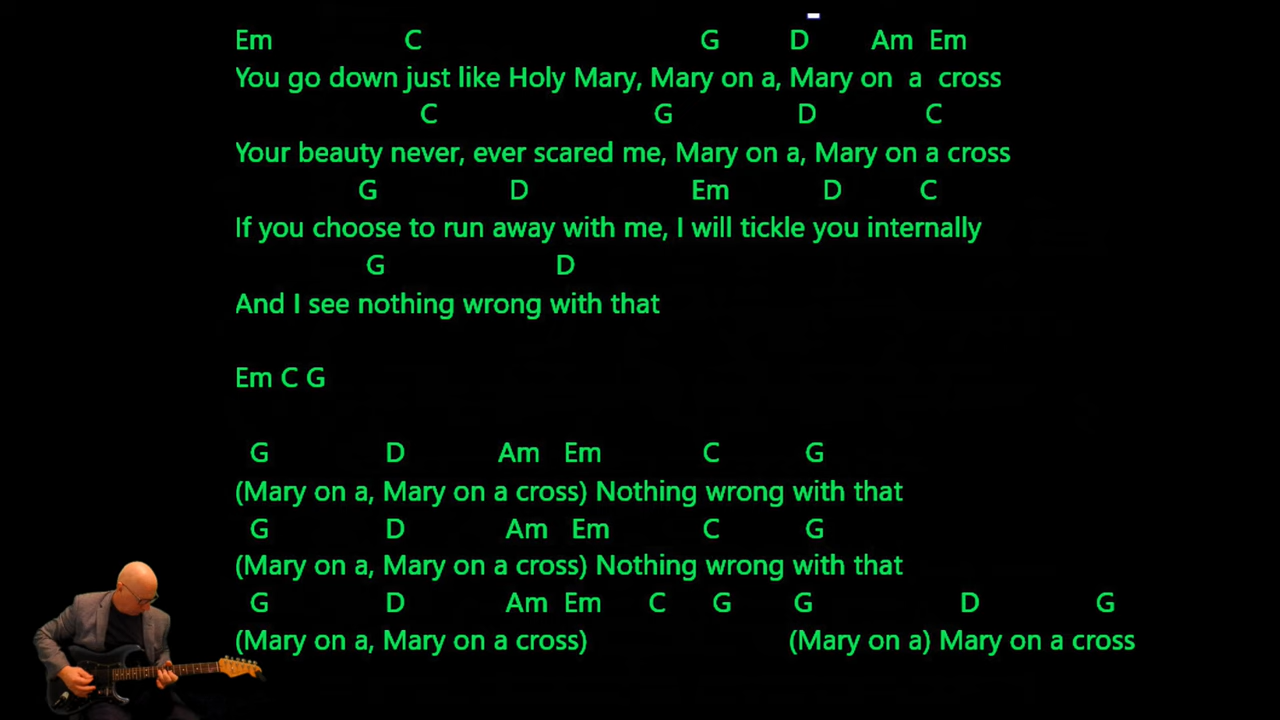 Em C G D Am Em
You go down just like Holy Mary, Mary on a, Mary on a cross
C G D C
Your beauty never, ever scared me, Mary on a, Mary on a cross
G D Em D C
If you choose to run away with me, I will tickle you internally
G D
And I see nothing wrong with that
Em C G
G D Am Em C G
(Mary on a, Mary on a cross) Nothing wrong with that
G D Am Em C G
(Mary on a, Mary on a cross) Nothing wrong with that
G D Am Em C G G D G
(Mary on a, Mary on a cross) (Mary on a) Mary on a cross